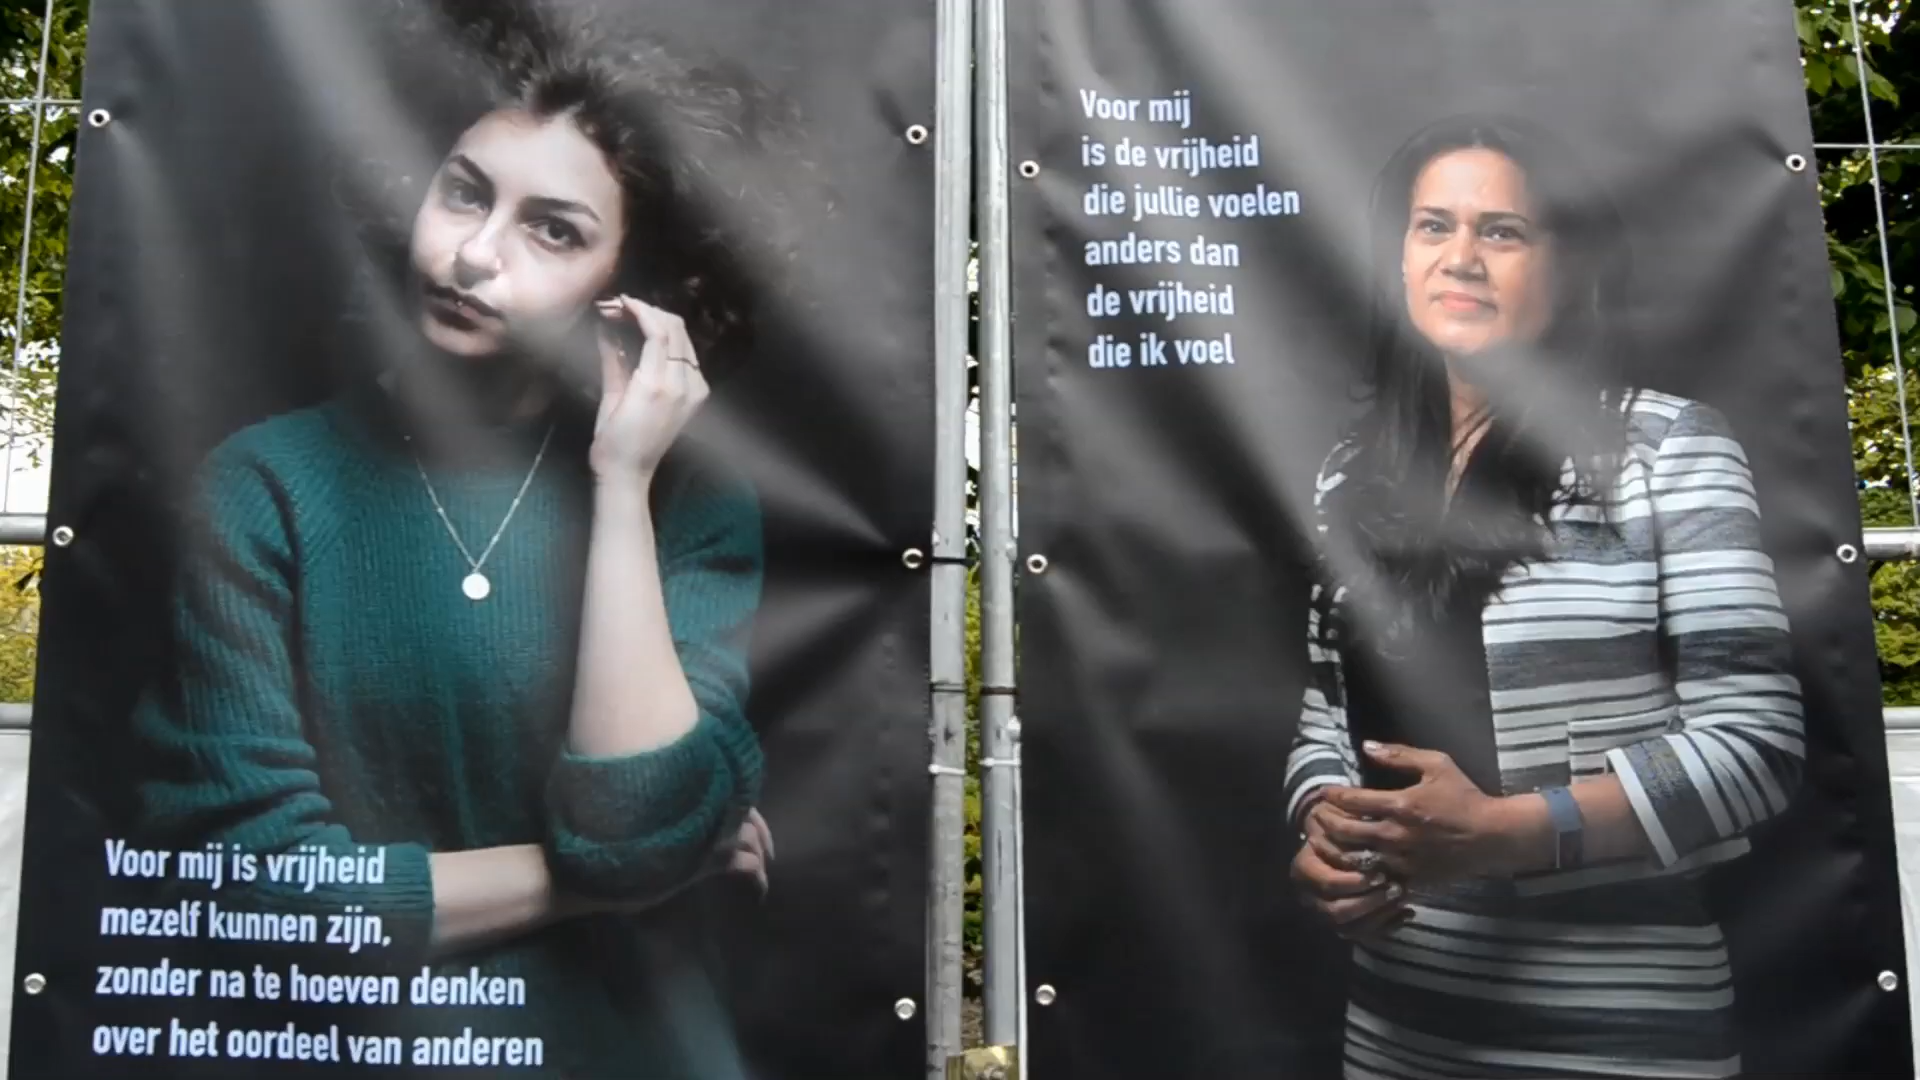 Voor mij is vrijheid
mezelf kunnen zijn,
zonder na te hoeven denken
over het oordeel van anderen
Voor mij
is de vrijheid
die jullie voelen
anders dan
de vrijheid
die ik voel